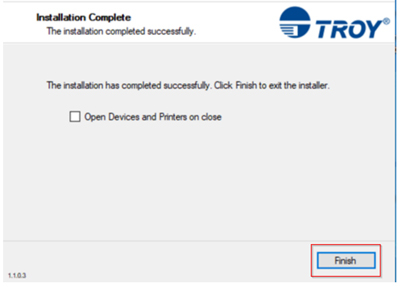 Installation Complete
The installation completed successfully.
TROY®
The installation has completed successfully. Click Finish to exit the installer.
Open Devices and Printers on close
Finish
1.1.0.3